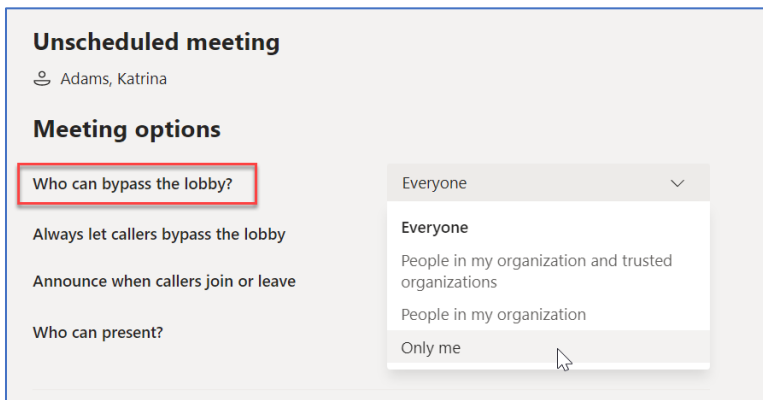 Unscheduled meeting
Adams, Katrina
Meeting options
Who can bypass the lobby?
Everyone
Everyone
People in my organization and trusted
organizations
People in my organization
Only me
Always let callers bypass the lobby
Announce when callers join or leave
Who can present?